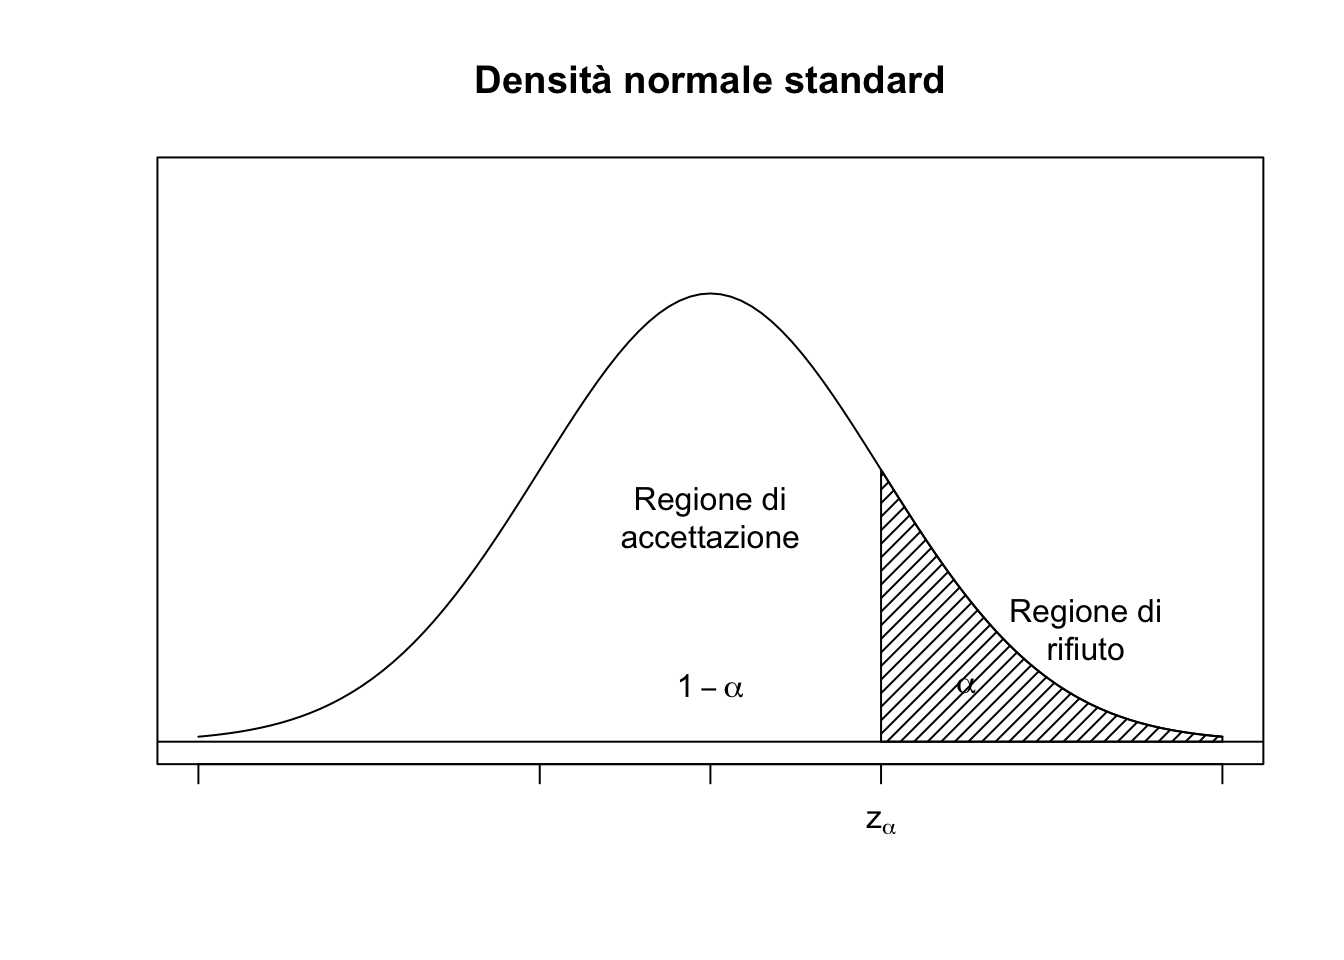 Densità normale standard
Regione di
accettazione
Regione di
rifiuto
1 − α
α
zα